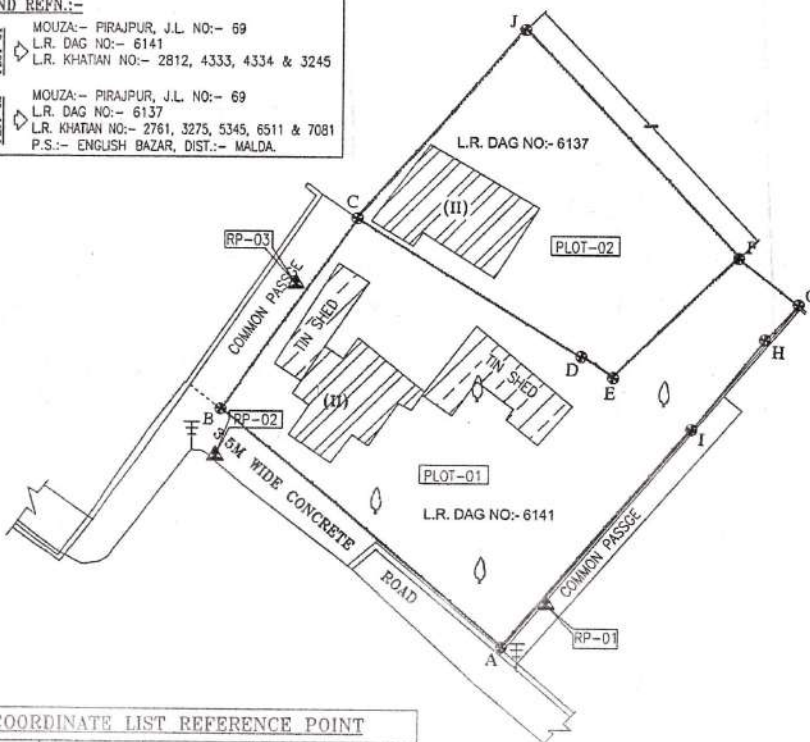 ND REFN.:-
MOUZA:- PIRAJPUR, J.L. NO:- 69
L.R. DAG NO:- 6141
L.R. KHATIAN NO:- 2812, 4333, 4334 & 3245
MOUZA:- PIRAJPUR, J.L. NO:- 69
L.R. DAG NO:- 6137
L.R. KHATIAN NO:- 2761, 3275, 5345, 6511 & 7081
P.S.:- ENGLISH BAZAR, DIST.:- MALDA.
J
L.R. DAG NO:- 6137
C
(II)
RP-03
PLOT-02
F
COMMON PASSGE
TIN SHED
H
TIN SHED
D
E
B
(II)
RP-02
I
3.5M WIDE CONCRETE
ROAD
PLOT-01
L.R. DAG NO:- 6141
COMMON PASSGE
RP-01
A
COORDINATE LIST REFERENCE POINT